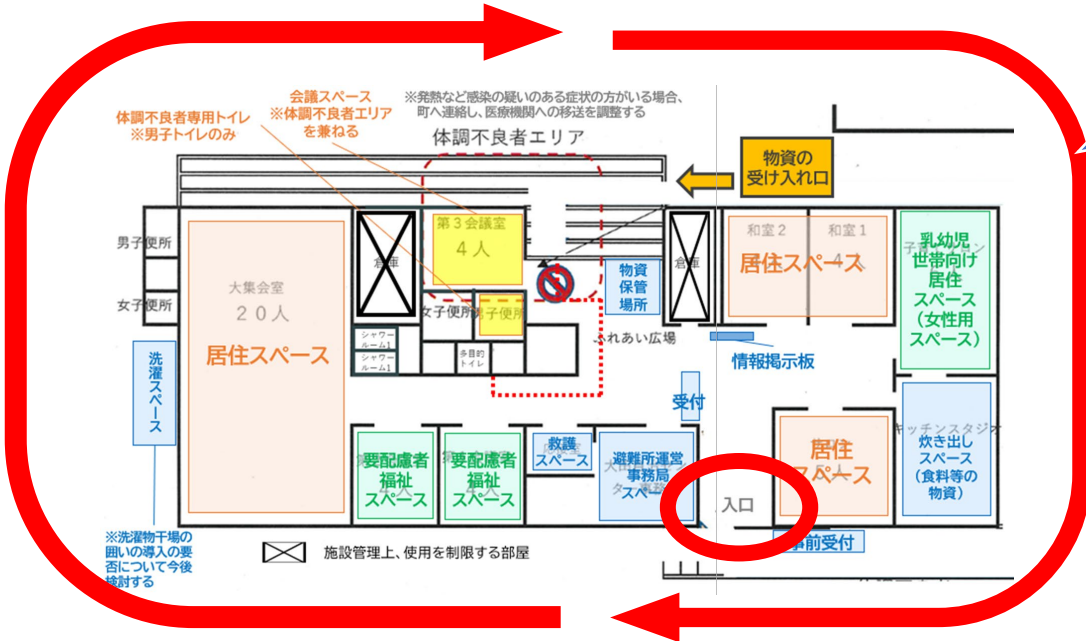 会議スペース
※体調不良者エリア
を兼ねる
※発熱など感染の疑いのある症状の方がいる場合、
町へ連絡し、医療機関への移送を調整する
体調不良者専用トイレ
※男子トイレのみ
体調不良者エリア
物資の
受け入れ口
男子便所
女子便所
大集会室
20人
居住スペース
倉庫
第3会議室
4人
女子便所
男子便所
シャワー
ルーム1
シャワー
ルーム1
多目的
トイレ
物資
保管
場所
倉庫
ふれあい広場
和室2
和室1
4人
居住スペース
乳幼児
世帯向け
居住
スペース
(女性用
スペース)
情報掲示板
受付
洗濯
スペース
要配慮者
福祉
スペース
4人
要配慮者
福祉
スペース
4人
救護
スペース
避難所運営
事務局
スペース
居住
スペース
キッチンスタジオ
炊き出し
スペース
(食料等の
物資)
入口
事前受付
※洗濯物干場の
囲いの導入の要
否について今後
検討する
施設管理上、使用を制限する部屋